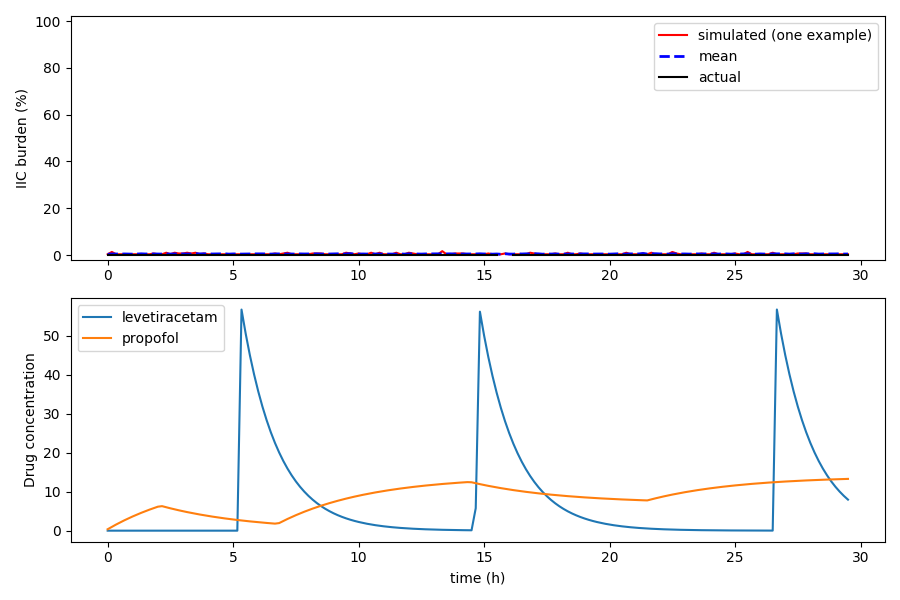 100
80
60
40
20
0
IIC burden (%)
simulated (one example)
mean
actual
0 5 10 15 20 25 30
50
40
30
20
10
0
Drug concentration
levetiracetam
propofol
0 5 10 15 20 25 30
time (h)